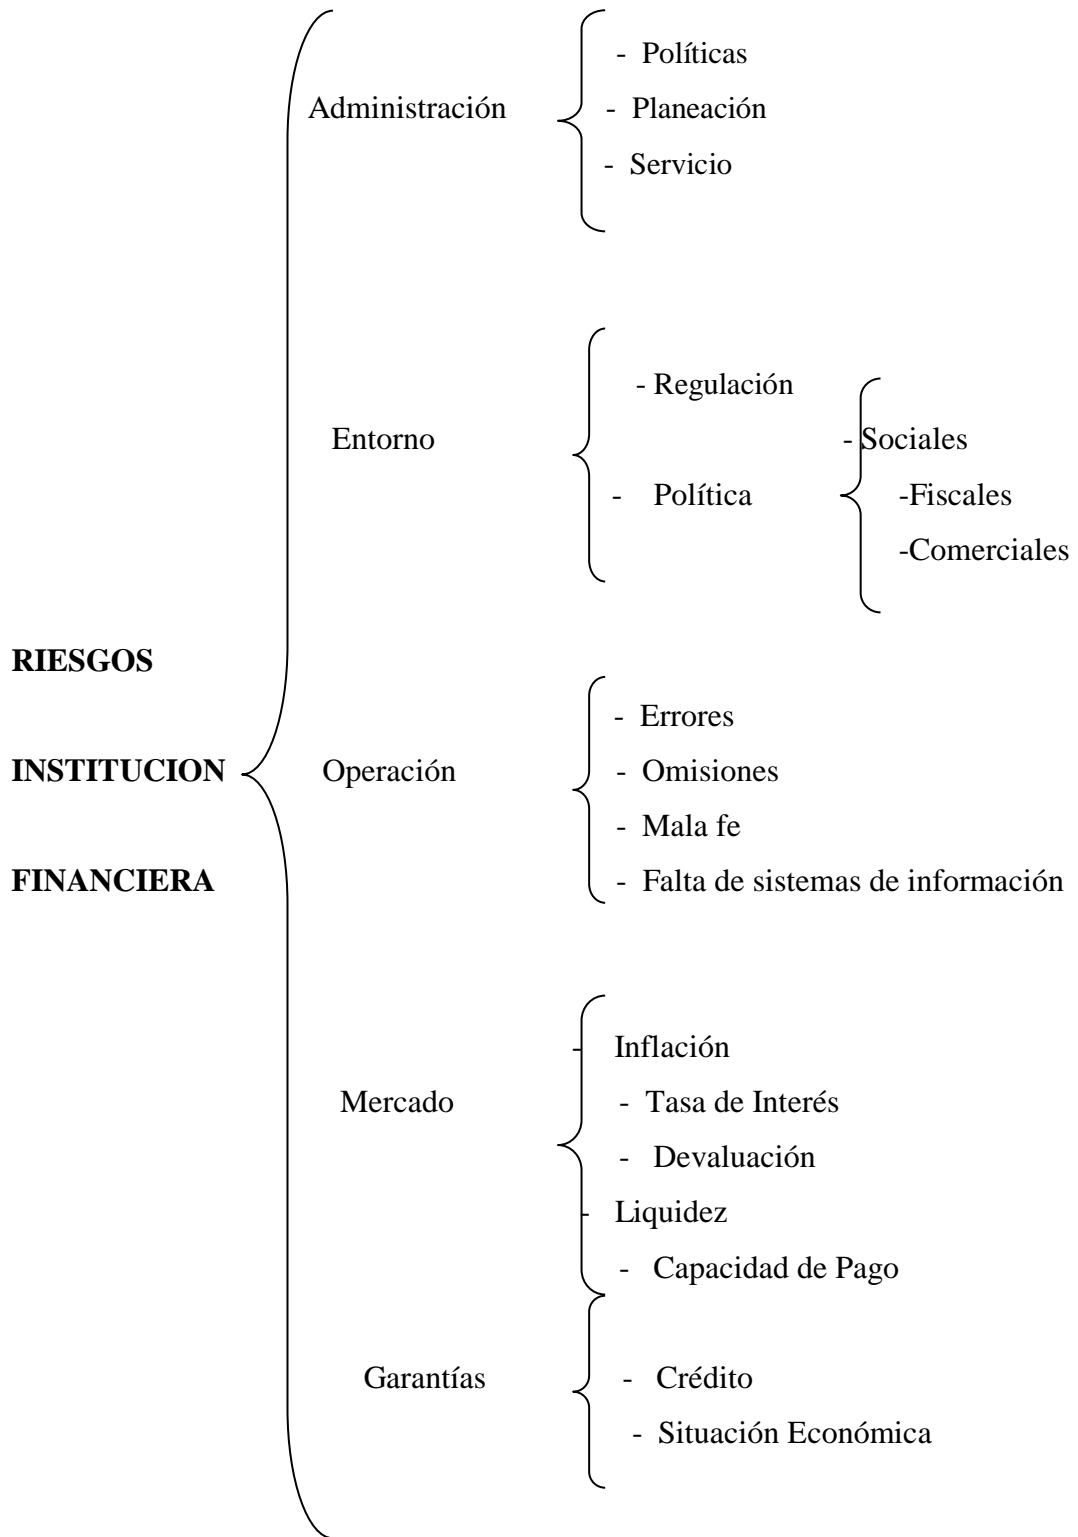 - Políticas
Administración - Planeación
- Servicio
- Regulación
Entorno - Sociales
- Política -Fiscales
-Comerciales
RIESGOS
- Errores
INSTITUCION Operación - Omisiones
- Mala fe
FINANCIERA - Falta de sistemas de información
- Inflación
Mercado - Tasa de Interés
- Devaluación
- Liquidez
- Capacidad de Pago
Garantías - Crédito
- Situación Económica